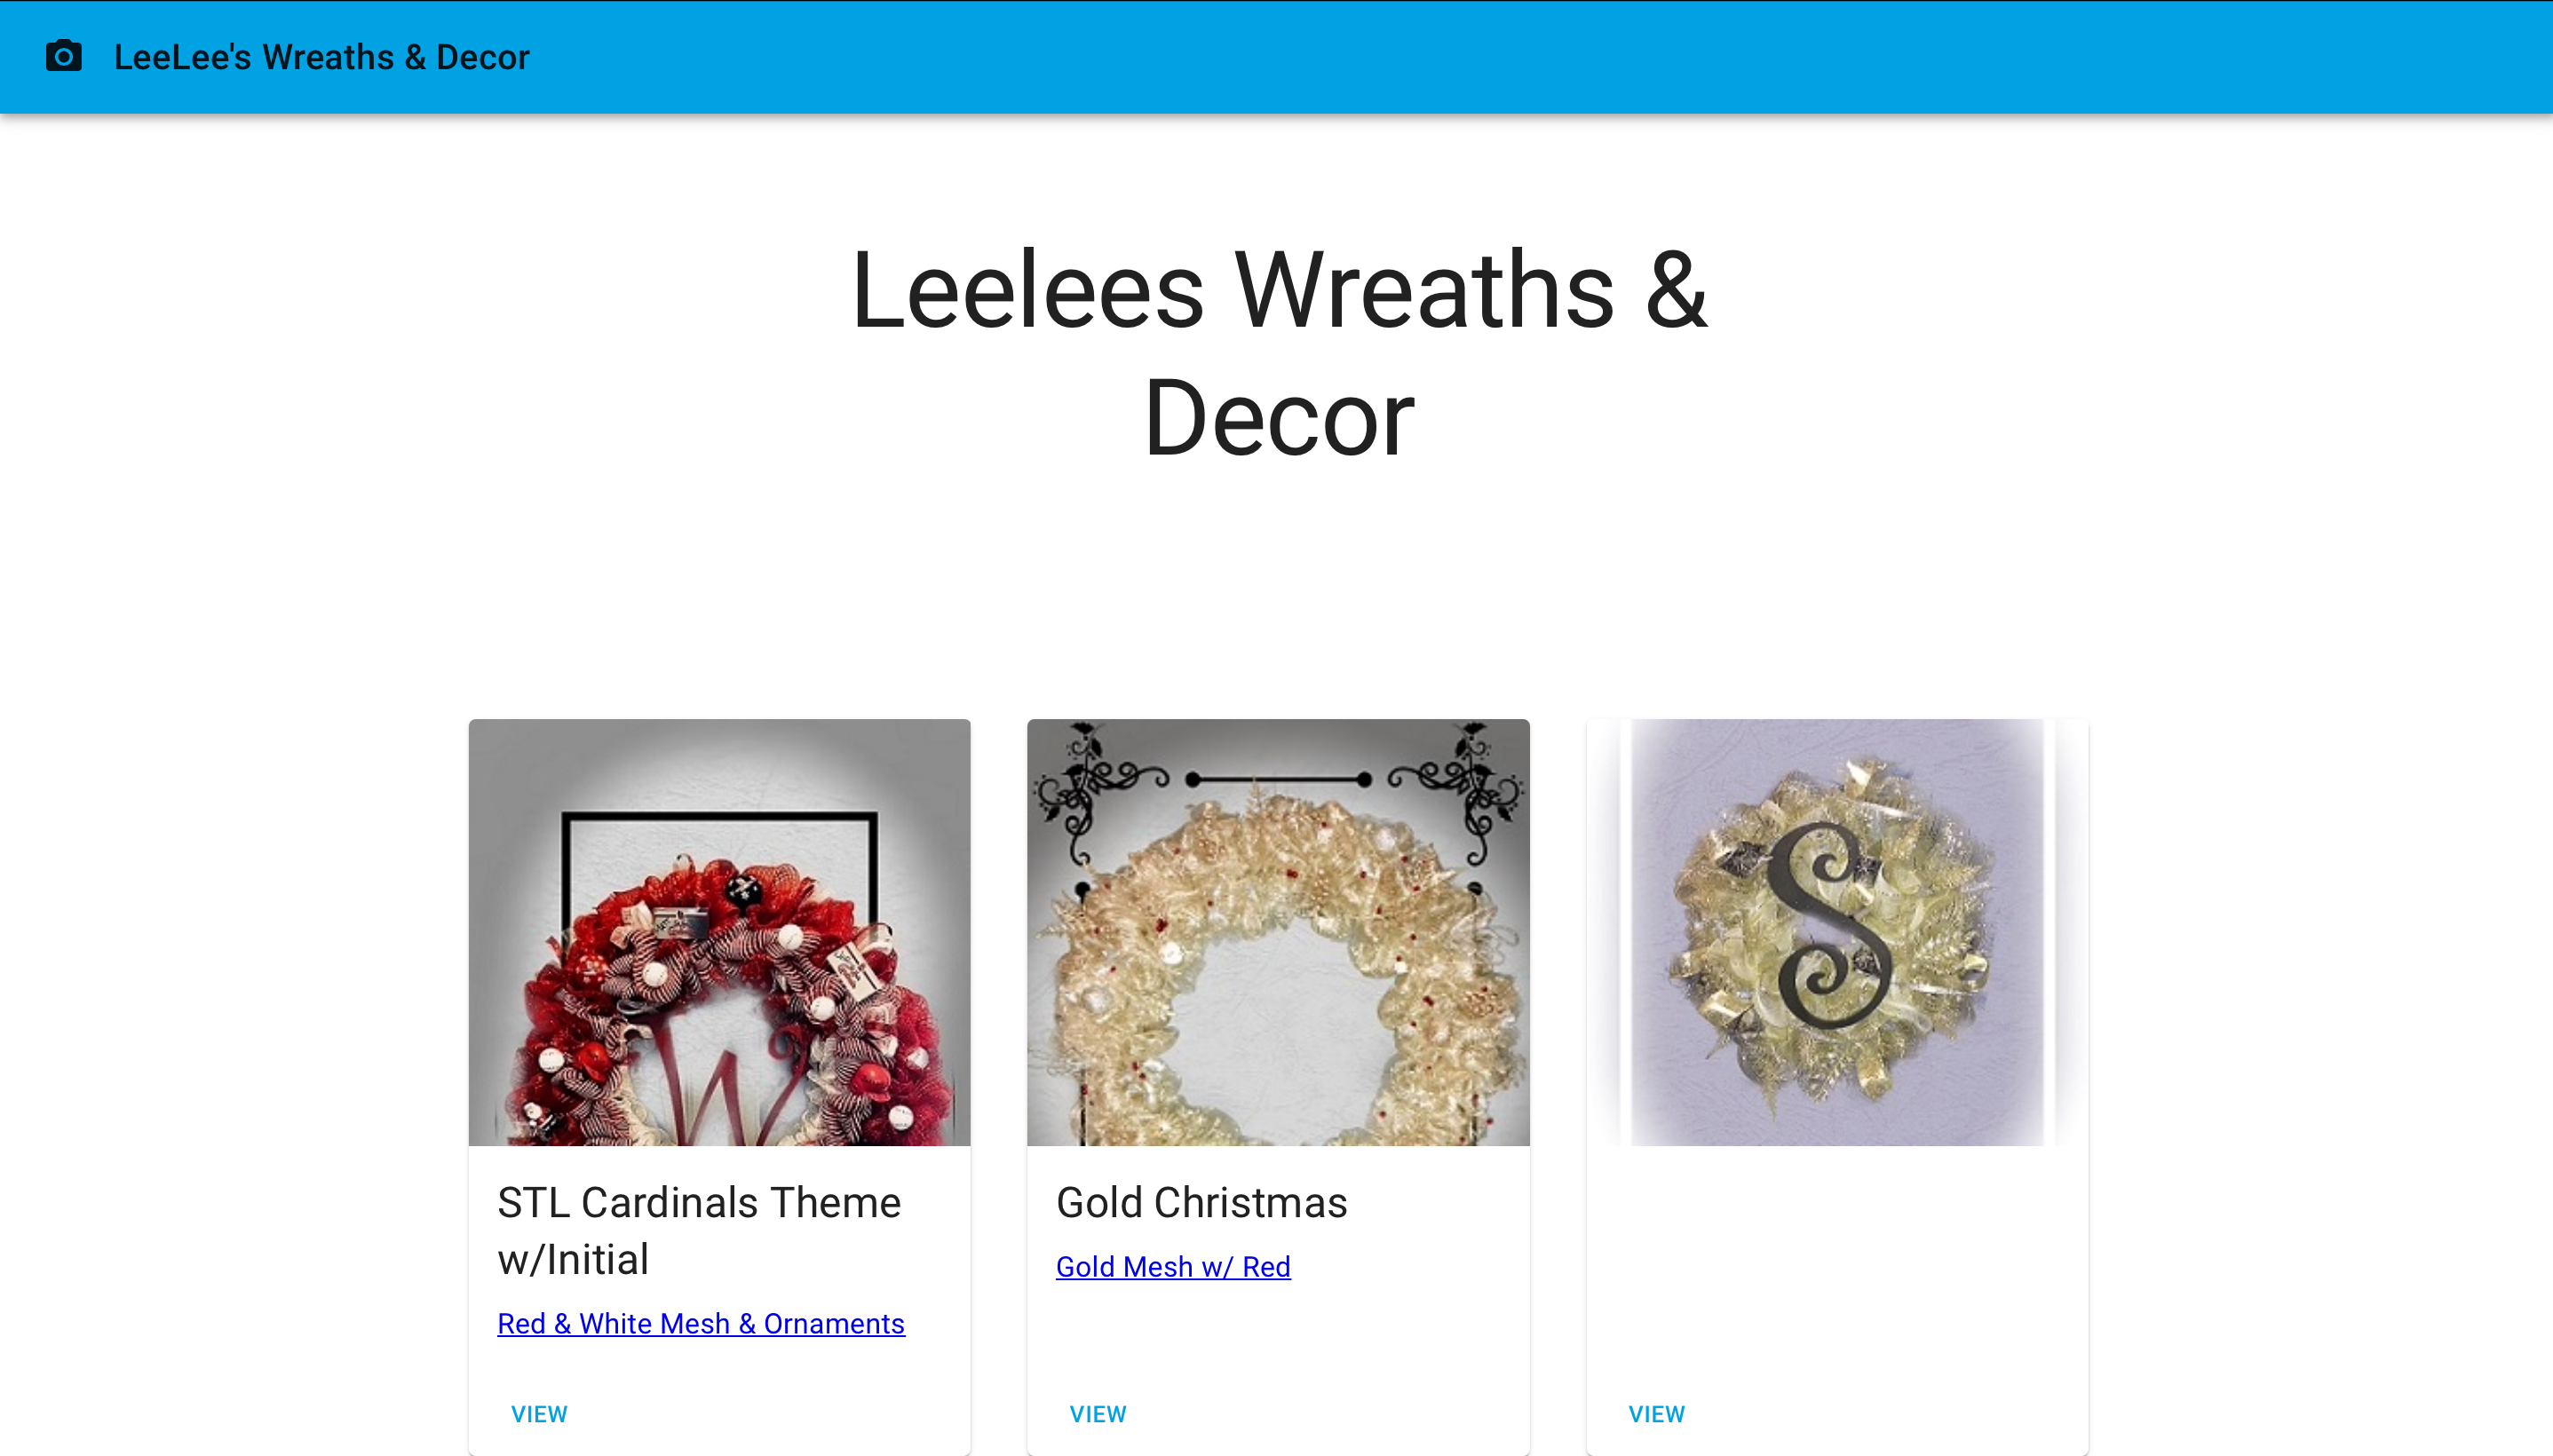 LeeLee's Wreaths & Decor
Leelees Wreaths &
Decor
W
S
STL Cardinals Theme
w/Initial
Red & White Mesh & Ornaments
VIEW
Gold Christmas
Gold Mesh w/ Red
VIEW
VIEW